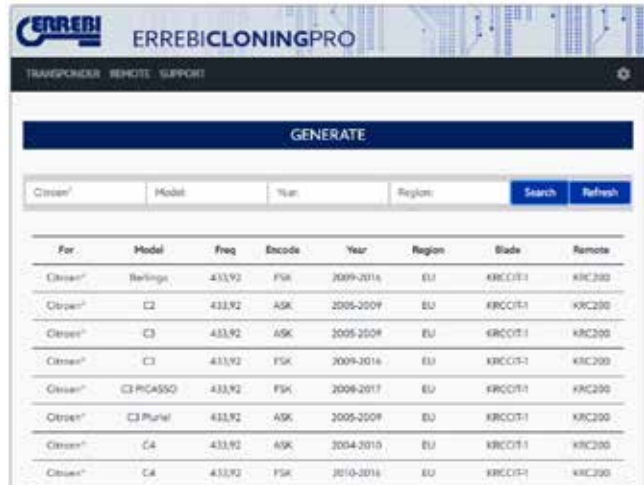 ERREBI ERREBICLONINGPRO
TRANSPONDER REMOTE SUPPORT
GENERATE
Citroen* Model: Year: Region: Search Refresh
For Model Freq Encode Year Region Blade Remote
Citroen* Berlingo 433,92 FSK 2009-2016 EU KRCCIT-1 KRC200
Citroen* C2 433,92 ASK 2005-2009 EU KRCCIT-1 KRC200
Citroen* C3 433,92 ASK 2005-2009 EU KRCCIT-1 KRC200
Citroen* C3 433,92 FSK 2009-2016 EU KRCCIT-1 KRC200
Citroen* C3 PICASSO 433,92 FSK 2008-2017 EU KRCCIT-1 KRC200
Citroen* C3 Pluriel 433,92 ASK 2005-2009 EU KRCCIT-1 KRC200
Citroen* C4 433,92 ASK 2004-2010 EU KRCCIT-1 KRC200
Citroen* C4 433,92 FSK 2010-2016 EU KRCCIT-1 KRC200